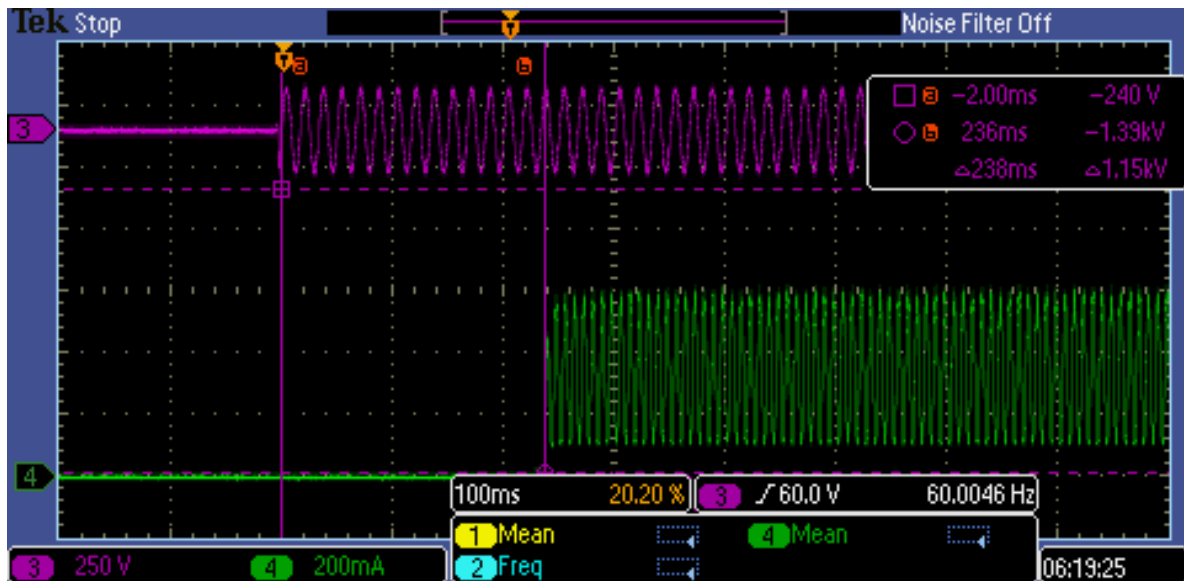 Tek Stop Noise Filter Off
T
T a b
a -2.00ms -240 V
b 236ms -1.39kV
△238ms △1.15kV
3
4
100ms 20.20 % 3 60.0 V 60.0046 Hz
1 Mean 4 Mean
2 Freq
3 250 V 4 200mA
06:19:25